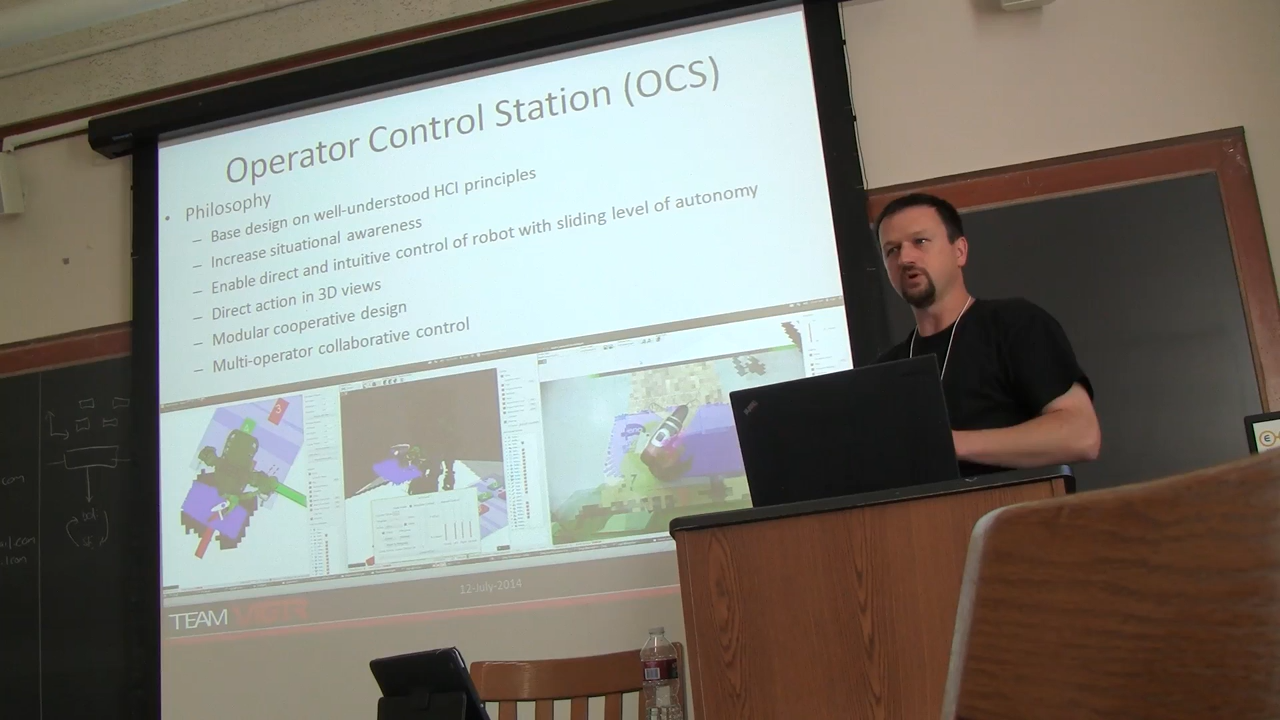 Operator Control Station (OCS)
• Philosophy
– Base design on well-understood HCI principles
– Increase situational awareness
– Enable direct and intuitive control of robot with sliding level of autonomy
– Direct action in 3D views
– Modular cooperative design
– Multi-operator collaborative control
12-July-2014
TEAM